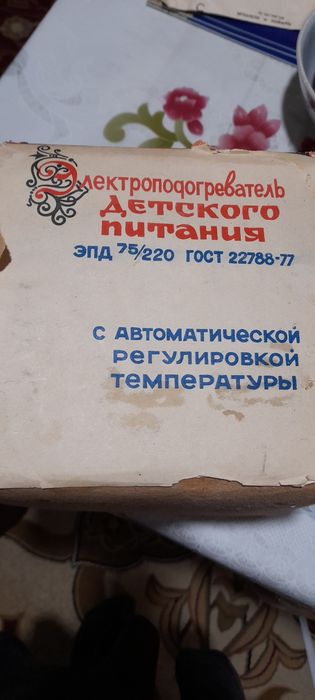 Электроподогреватель
детского
питания
ЭПД 75/220 ГОСТ 22788-77
С АВТОМАТИЧЕСКОЙ
РЕГУЛИРОВКОЙ
ТЕМПЕРАТУРЫ